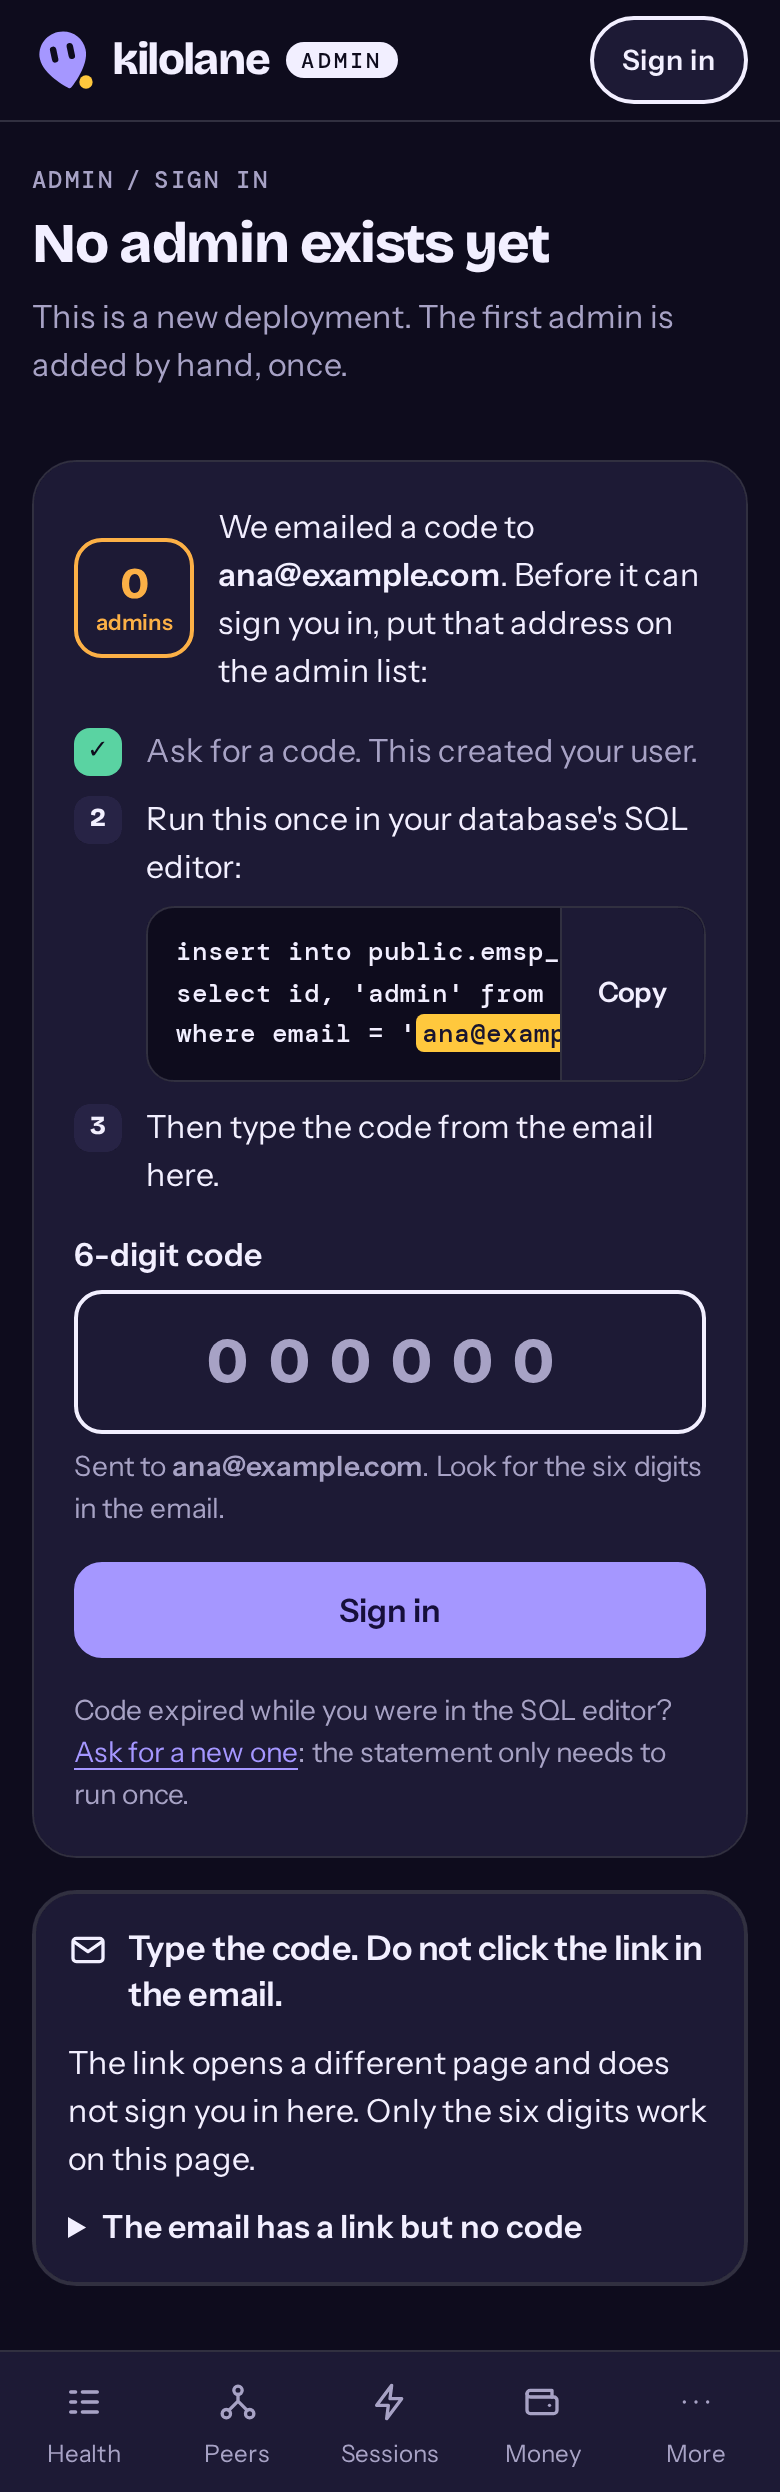 kilolane ADMIN Sign in
ADMIN / SIGN IN
No admin exists yet
This is a new deployment. The first admin is
added by hand, once.
0
admins
We emailed a code to
ana@example.com. Before it can
sign you in, put that address on
the admin list:
✓ Ask for a code. This created your user.
2 Run this once in your database's SQL
editor:
insert into public.emsp_
select id, 'admin' from
where email = 'ana@examp
Copy
3 Then type the code from the email
here.
6-digit code
000000
Sent to ana@example.com. Look for the six digits
in the email.
Sign in
Code expired while you were in the SQL editor?
Ask for a new one: the statement only needs to
run once.
Type the code. Do not click the link in
the email.
The link opens a different page and does
not sign you in here. Only the six digits work
on this page.
The email has a link but no code
Health Peers Sessions Money More